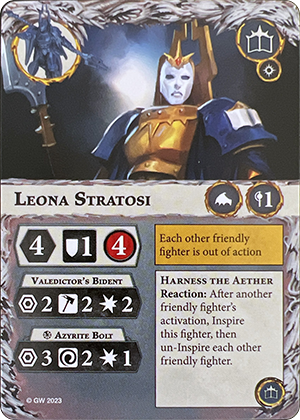 Leona Stratosi
1
4 1 4
Each other friendly
fighter is out of action
Valedictor's Bident
2 2 2
Azyrite Bolt
3 2 1
Harness the Aether
Reaction: After another
friendly fighter's
activation, Inspire
this fighter, then
un-Inspire each other
friendly fighter.
© GW 2023